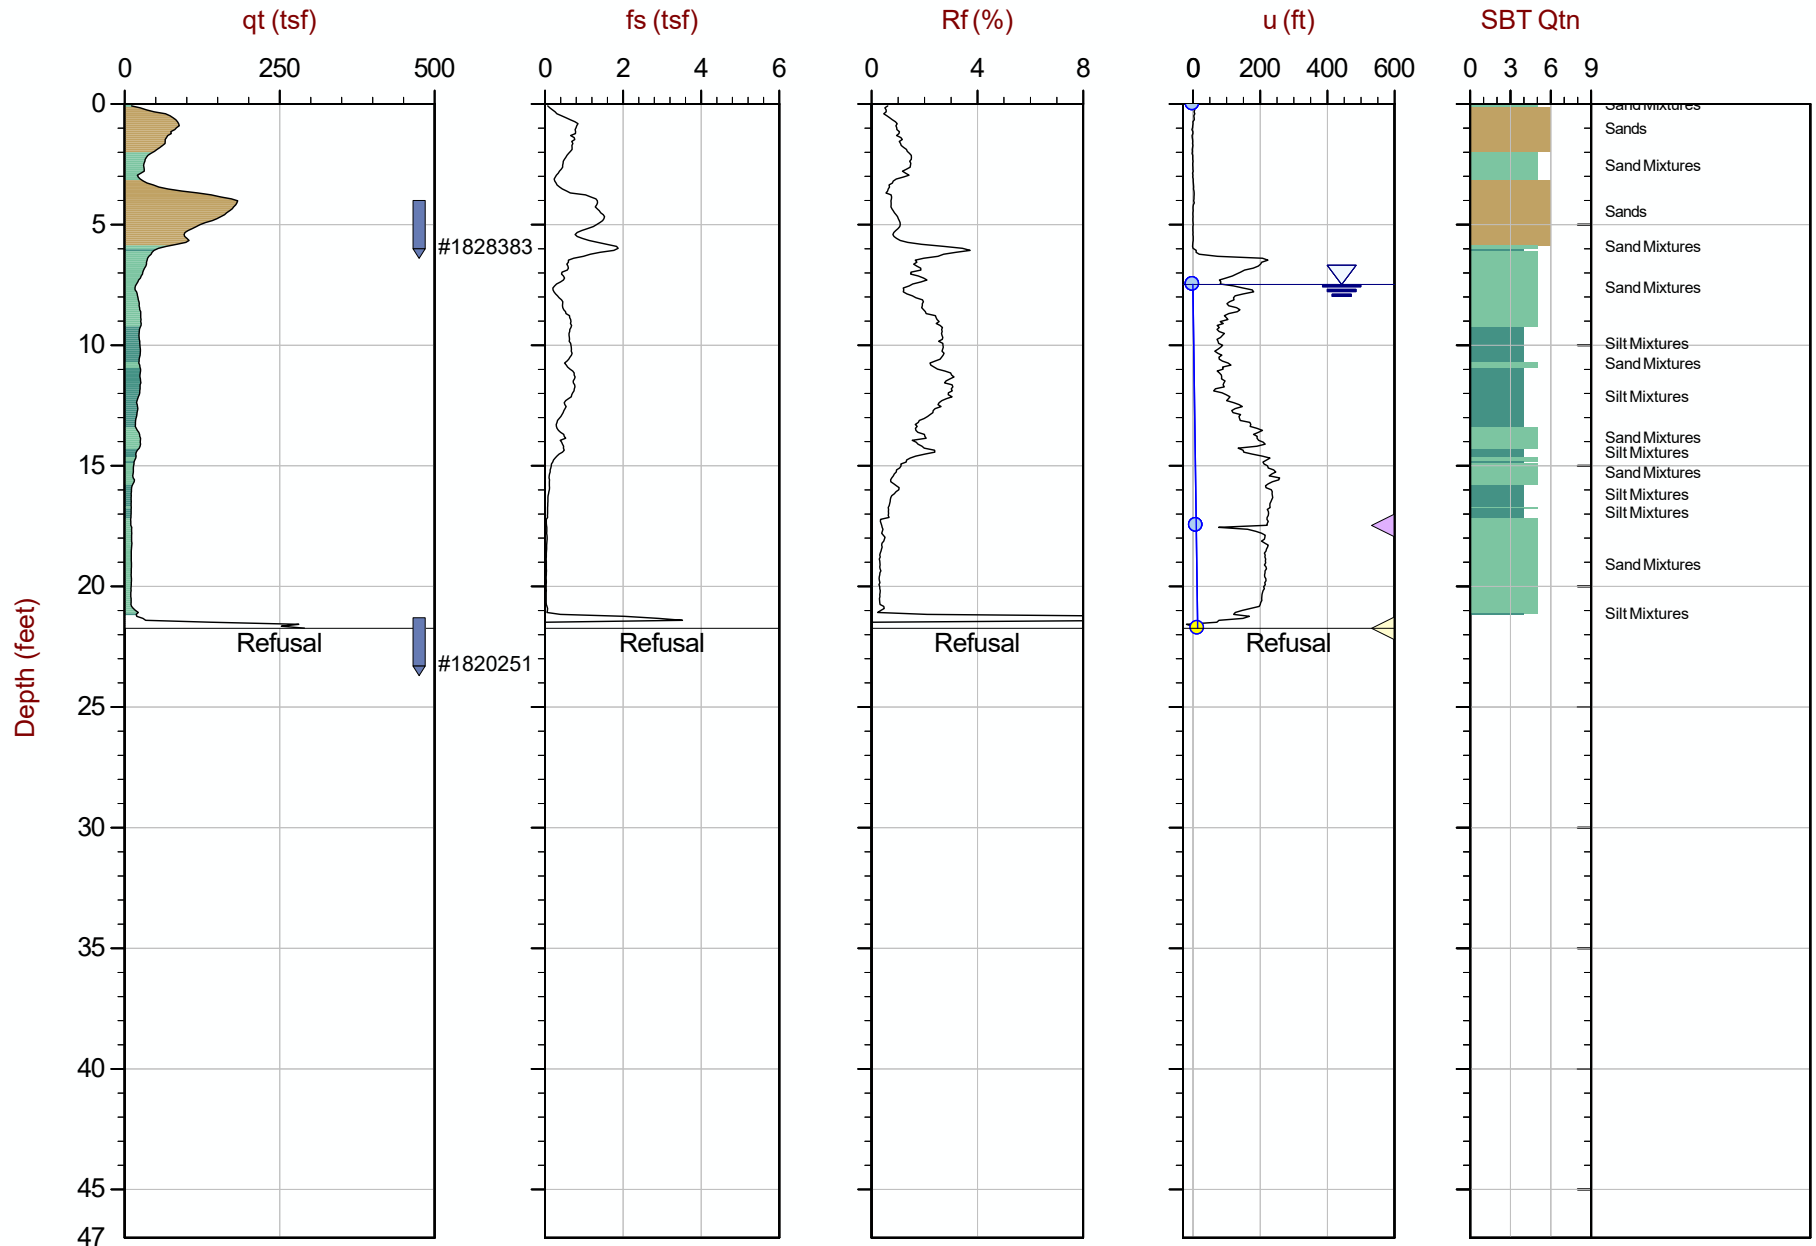 qt (tsf)
fs (tsf)
Rf (%)
u (ft)
SBT Qtn
0 250 500
0 2 4 6
0 4 8
0 200 400 600
0 3 6 9
0
5
10
15
20
25
30
35
40
45
47
Depth (feet)
#1828383
#1820251
Refusal
Refusal
Refusal
Refusal
Sand Mixtures
Sands
Sand Mixtures
Sands
Sand Mixtures
Sand Mixtures
Silt Mixtures
Sand Mixtures
Silt Mixtures
Sand Mixtures
Silt Mixtures
Sand Mixtures
Silt Mixtures
Silt Mixtures
Sand Mixtures
Silt Mixtures